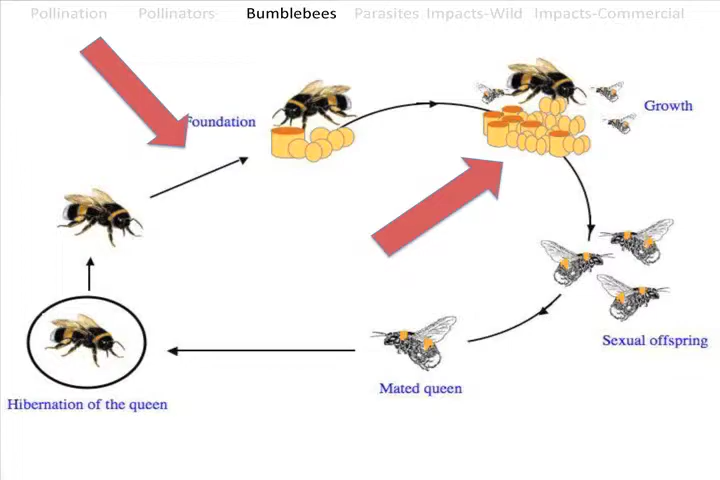 Pollination Pollinators Bumblebees Parasites Impacts-Wild Impacts-Commercial
Growth
Foundation
Sexual offspring
Mated queen
Hibernation of the queen